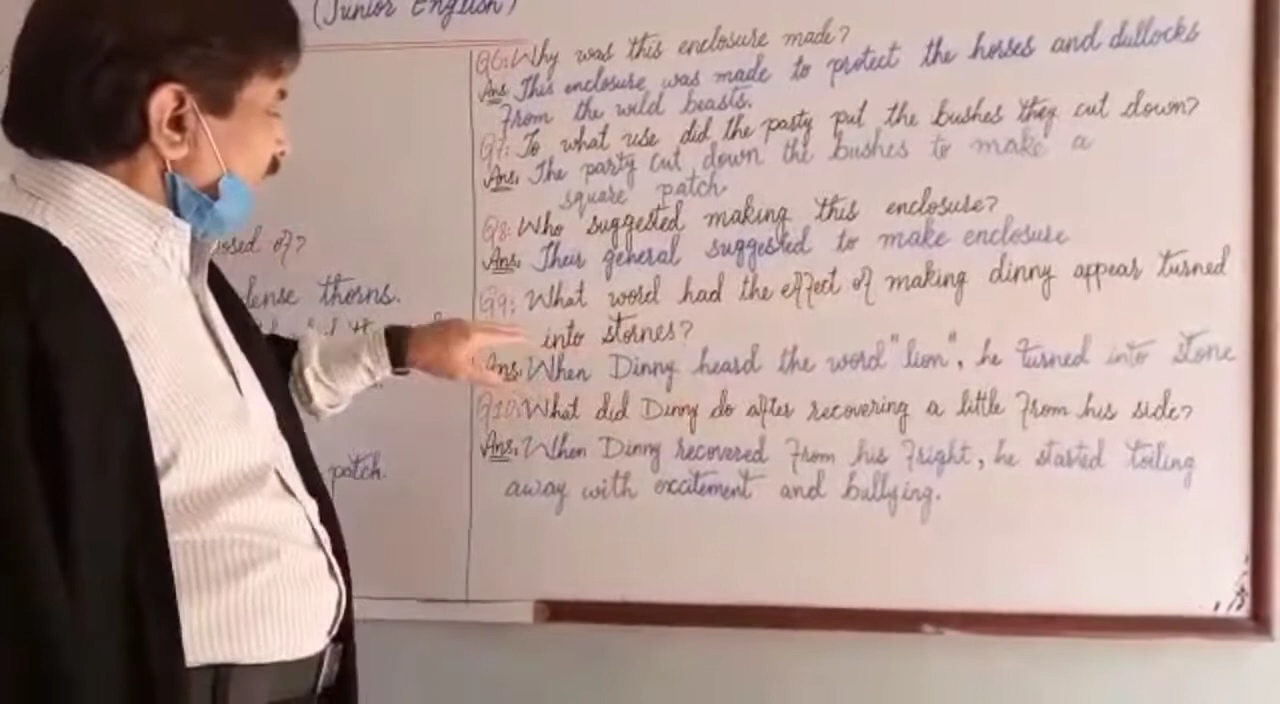 (Junior English)
osed of?
dense thorns.
patch.
Q6: Why was this enclosure made?
Ans. This enclosure was made to protect the horses and dullocks
from the wild beasts.
Q7: To what use did the party put the bushes they cut down?
Ans. The party cut down the bushes to make a
square patch.
Q8: Who suggested making this enclosure?
Ans. Their general suggested to make enclosure
Q9: What word had the effect of making dinny appear turned
into stornes?
Ans. When Dinny heard the word "lion", he turned into stone
Q10. What did Dinny do after recovering a little from his side?
Ans. When Dinny recovered from his fright, he started toiling
away with excitement and bullying.